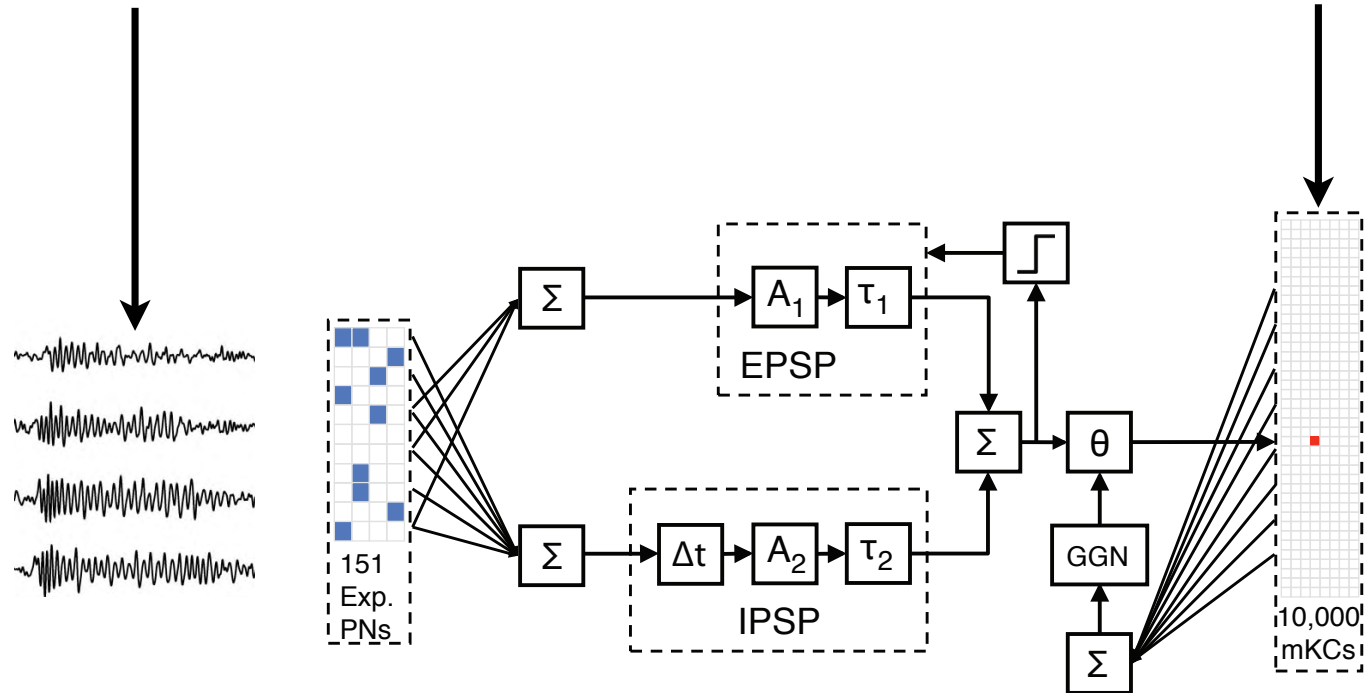 Σ
A₁
τ₁
EPSP
151
Exp.
PNs
Σ
θ
Σ
Δt
A₂
τ₂
IPSP
GGN
Σ
10,000
mKCs